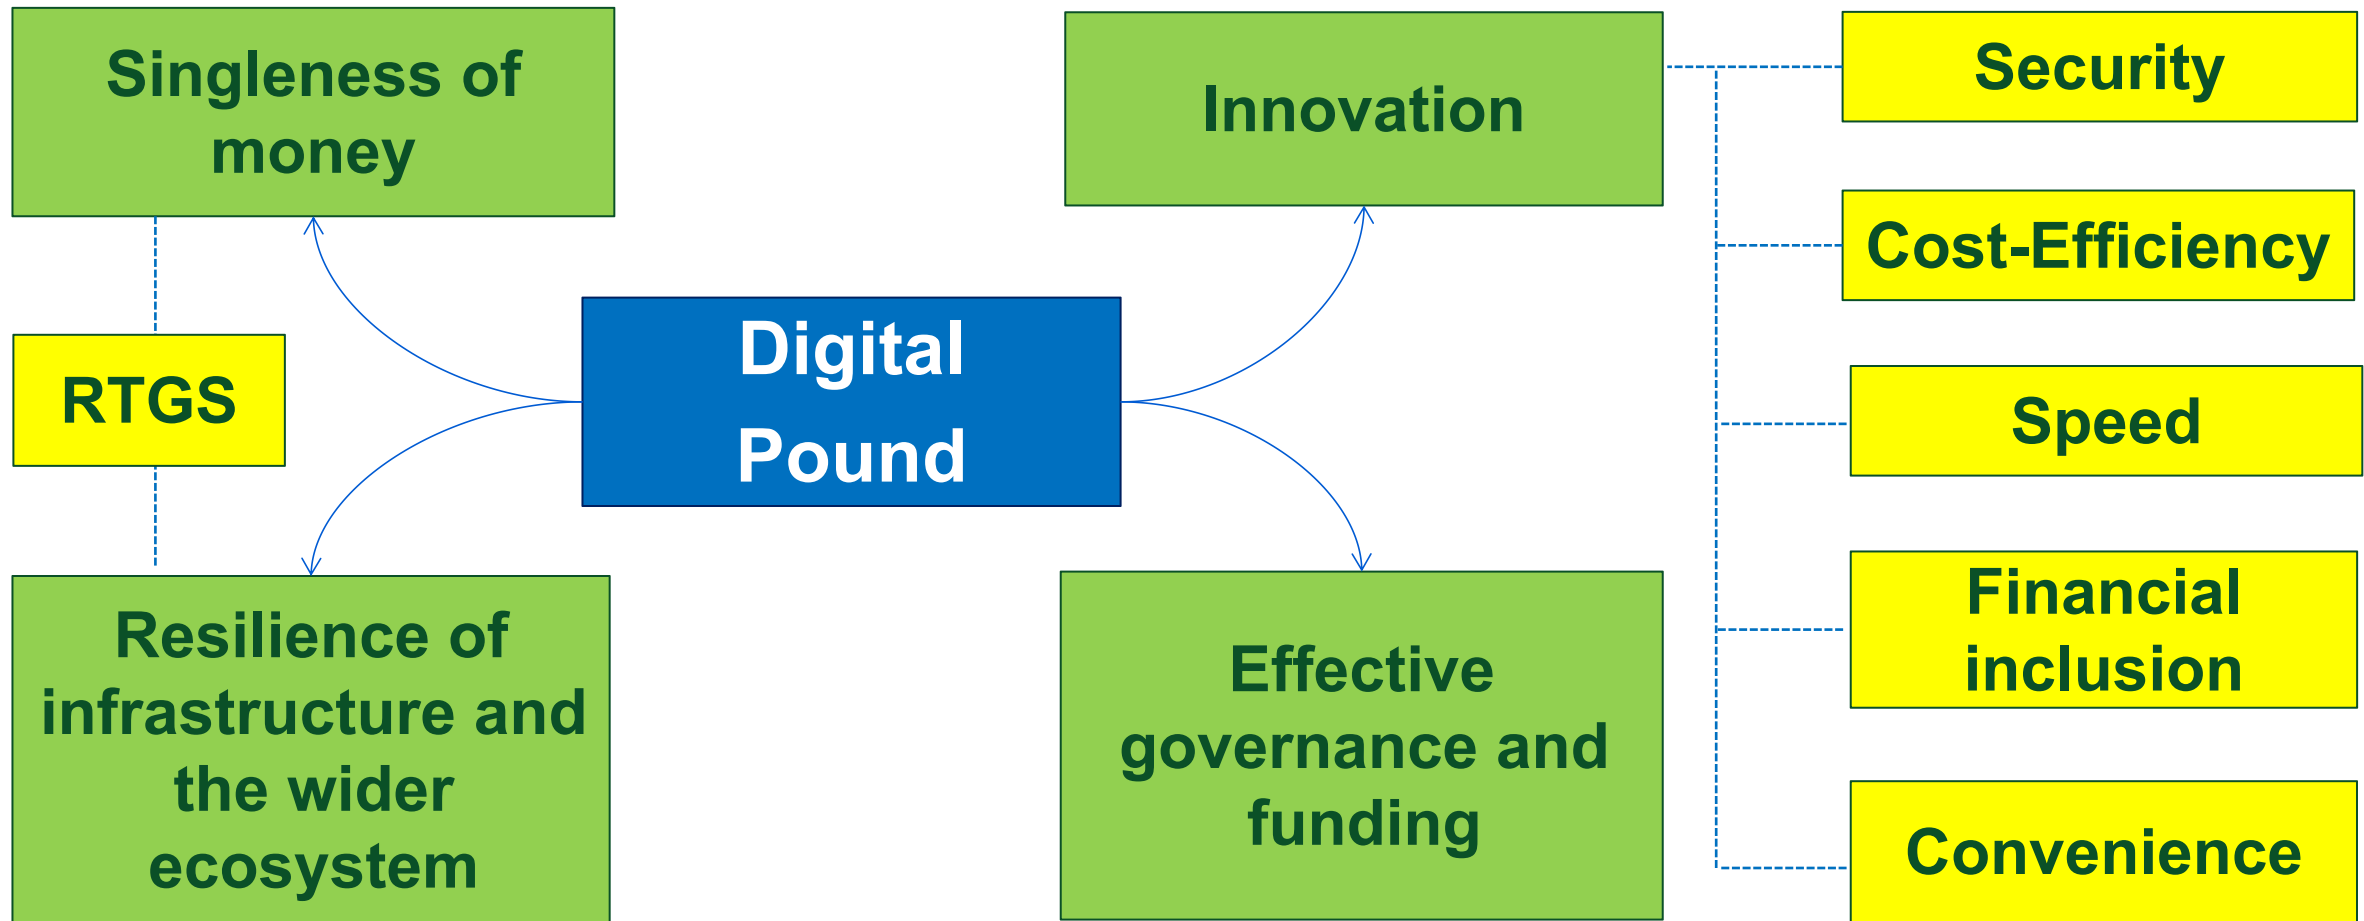 Singleness of
money
Innovation
Security
Cost-Efficiency
Digital
Pound
RTGS
Speed
Resilience of
infrastructure and
the wider
ecosystem
Effective
governance and
funding
Financial
inclusion
Convenience